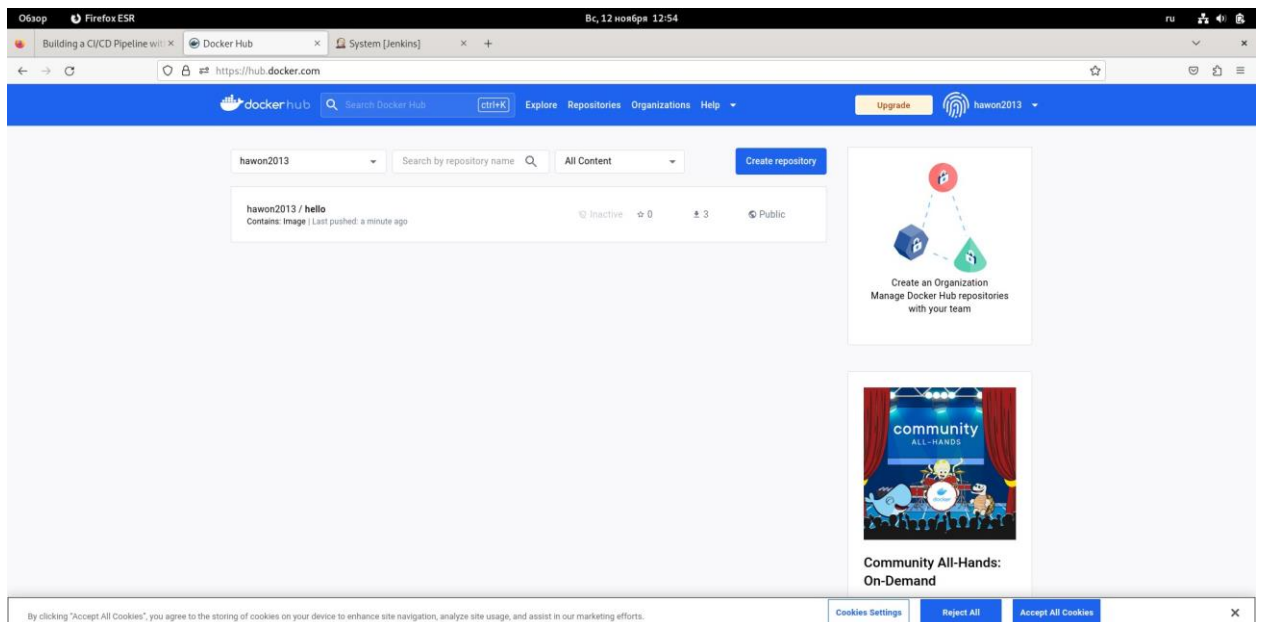 Обзор Firefox ESR Вс, 12 ноября 12:54 ru
Building a CI/CD Pipeline wit Docker Hub System [Jenkins]
https://hub.docker.com
dockerhub Search Docker Hub ctrl+K Explore Repositories Organizations Help Upgrade hawon2013
hawon2013 Search by repository name All Content Create repository
hawon2013 / hello
Contains: Image | Last pushed: a minute ago
Inactive 0 3 Public
Create an Organization
Manage Docker Hub repositories
with your team
community
ALL-HANDS
docker
Community All-Hands:
On-Demand
By clicking "Accept All Cookies", you agree to the storing of cookies on your device to enhance site navigation, analyze site usage, and assist in our marketing efforts.
Cookies Settings Reject All Accept All Cookies